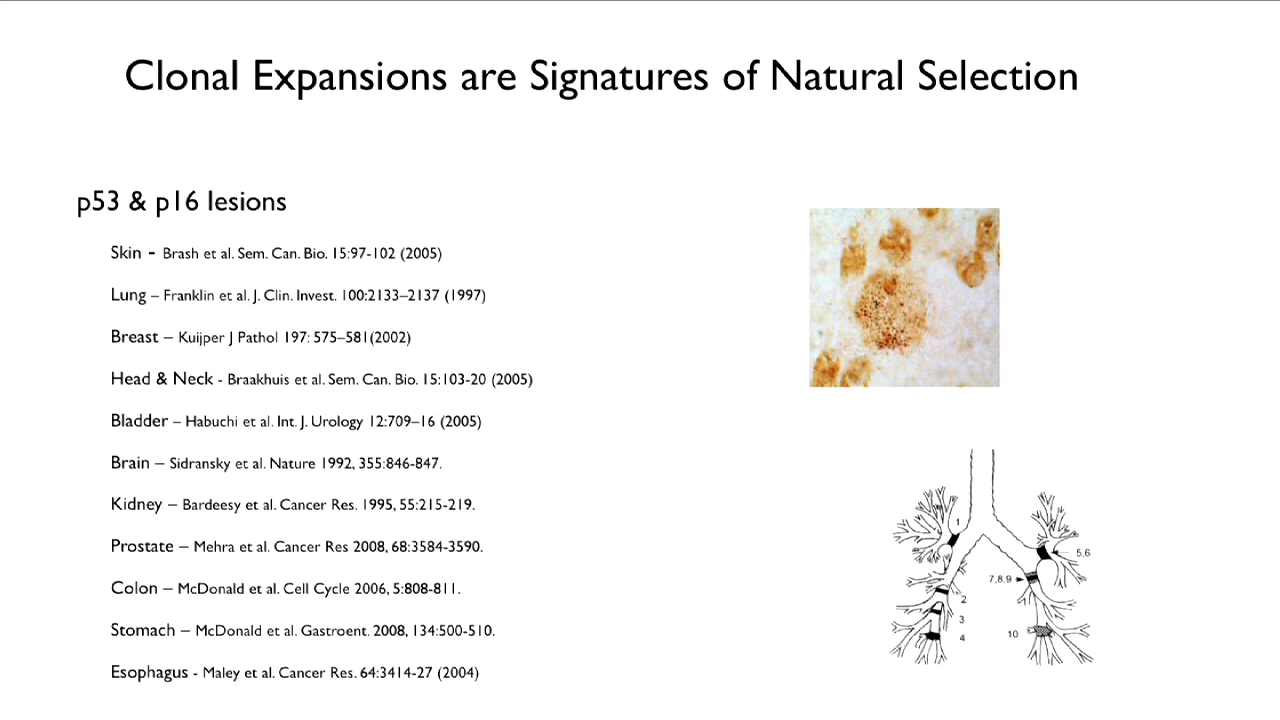 Clonal Expansions are Signatures of Natural Selection
p53 & p16 lesions
Skin - Brash et al. Sem. Can. Bio. 15:97-102 (2005)
Lung – Franklin et al. J. Clin. Invest. 100:2133–2137 (1997)
Breast – Kuijper J Pathol 197: 575–581(2002)
Head & Neck - Braakhuis et al. Sem. Can. Bio. 15:103-20 (2005)
Bladder – Habuchi et al. Int. J. Urology 12:709–16 (2005)
Brain – Sidransky et al. Nature 1992, 355:846-847.
Kidney – Bardeesy et al. Cancer Res. 1995, 55:215-219.
Prostate – Mehra et al. Cancer Res 2008, 68:3584-3590.
Colon – McDonald et al. Cell Cycle 2006, 5:808-811.
Stomach – McDonald et al. Gastroent. 2008, 134:500-510.
Esophagus - Maley et al. Cancer Res. 64:3414-27 (2004)
1
5,6
7,8,9
2
3
10
4